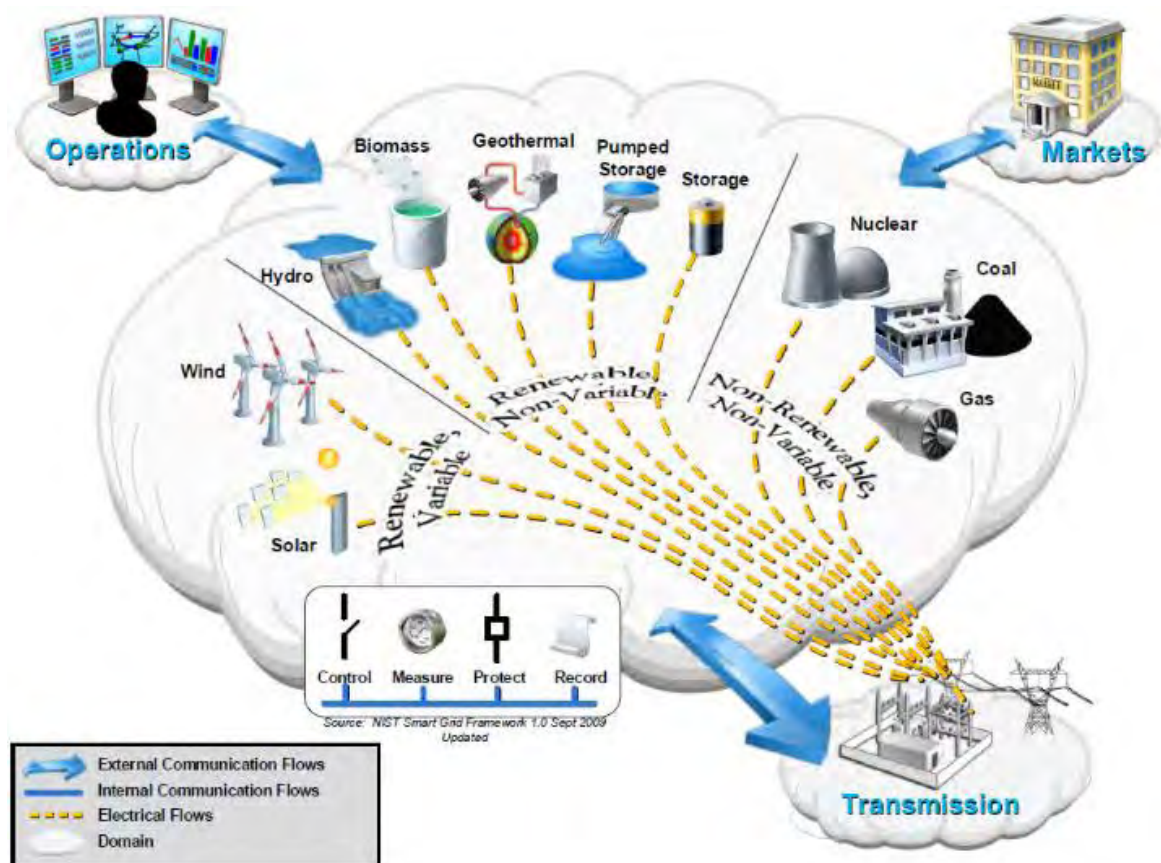 Operations
Markets
MARKET
Biomass
Geothermal
Pumped
Storage
Storage
Nuclear
Coal
Gas
Hydro
Wind
Solar
Renewable,
Variable
Renewable,
Non-Variable
Non-Renewable,
Non-Variable
Control
Measure
Protect
Record
Source: NIST Smart Grid Framework 1.0 Sept 2009
Updated
Transmission
External Communication Flows
Internal Communication Flows
Electrical Flows
Domain